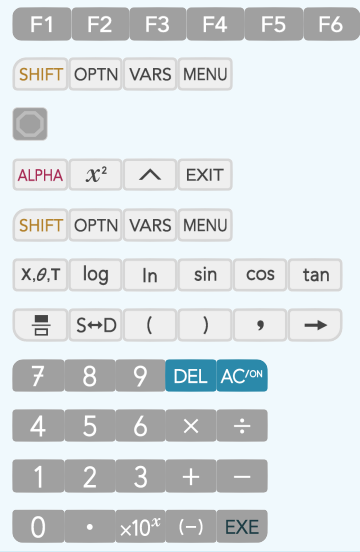 F1 F2 F3 F4 F5 F6
SHIFT OPTN VARS MENU
ALPHA x² ^ EXIT
SHIFT OPTN VARS MENU
X,θ,T log ln sin cos tan
S↔D ( ) , →
7 8 9 DEL AC/ON
4 5 6 × ÷
1 2 3 + −
0 · ×10ˣ (−) EXE